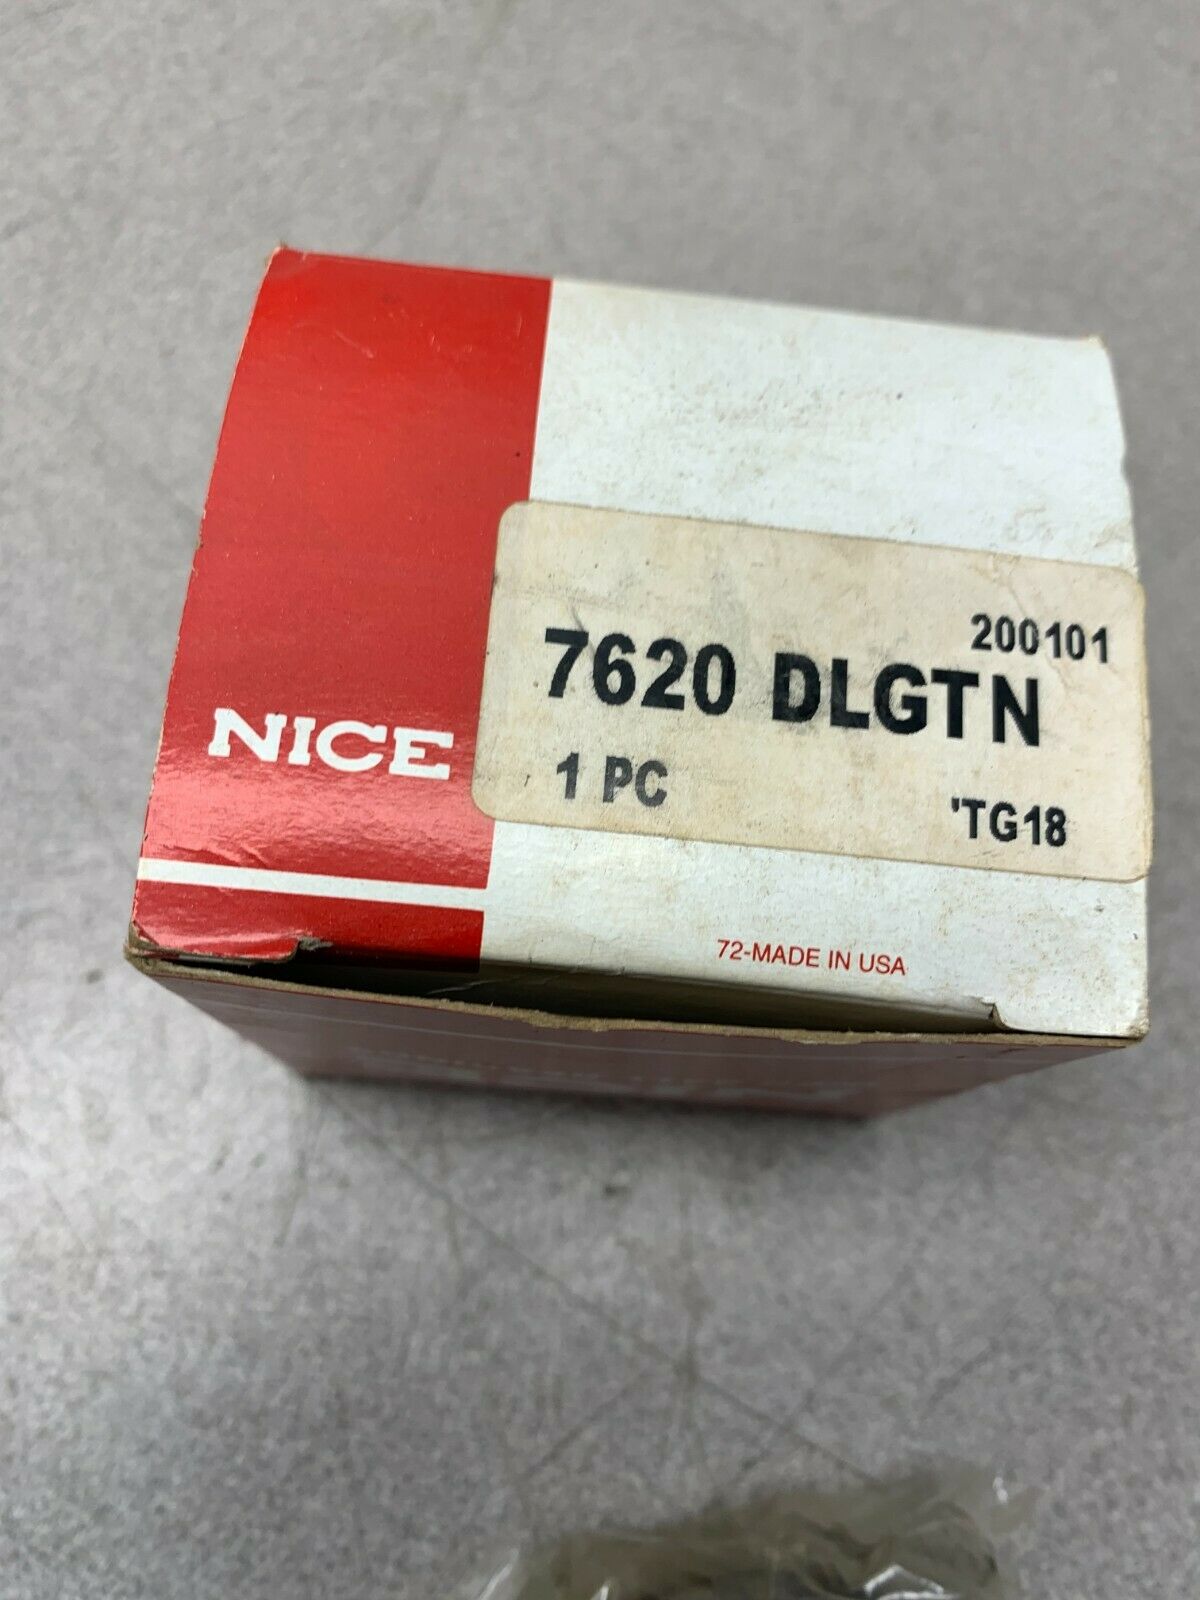 NICE
200101
7620 DLGTN
1 PC
'TG18
72-MADE IN USA